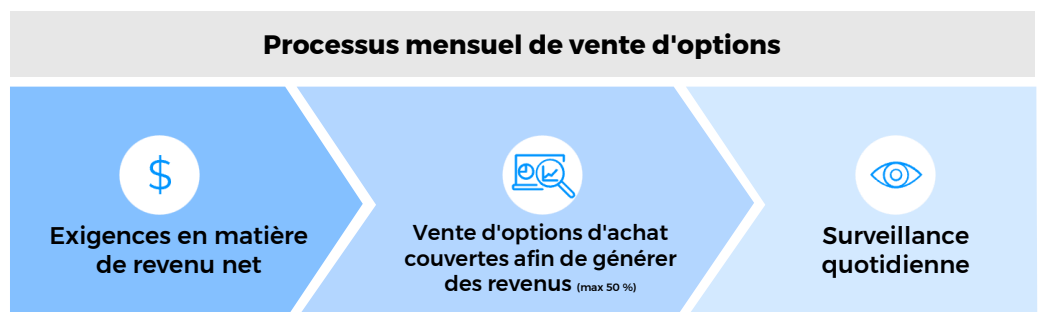 Processus mensuel de vente d'options
$
Exigences en matière
de revenu net
Vente d'options d'achat
couvertes afin de générer
des revenus (max 50 %)
Surveillance
quotidienne